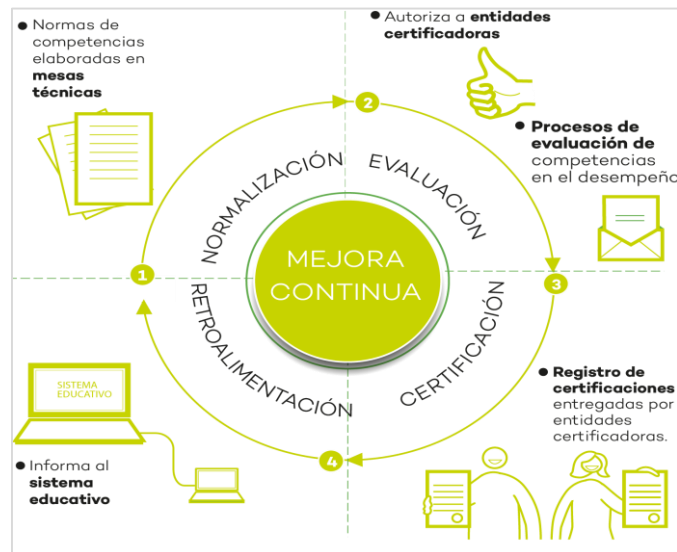 Normas de
competencias
elaboradas en
mesas
técnicas
1
NORMALIZACIÓN
Autoriza a entidades
certificadoras
2
EVALUACIÓN
Procesos de
evaluación de
competencias
en el desempeño
MEJORA
CONTINUA
3
CERTIFICACIÓN
Registro de
certificaciones
entregadas por
entidades
certificadoras.
4
RETROALIMENTACIÓN
SISTEMA
EDUCATIVO
Informa al
sistema
educativo